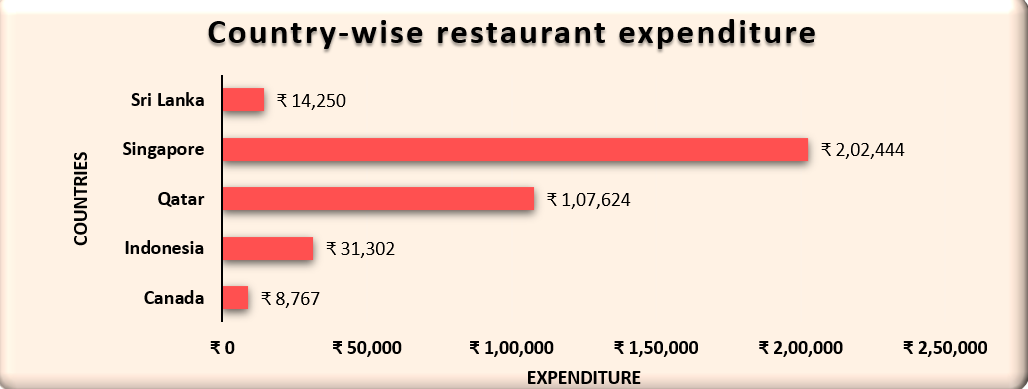 Country-wise restaurant expenditure
Sri Lanka ₹ 14,250
Singapore ₹ 2,02,444
Qatar ₹ 1,07,624
Indonesia ₹ 31,302
Canada ₹ 8,767
COUNTRIES
₹ 0 ₹ 50,000 ₹ 1,00,000 ₹ 1,50,000 ₹ 2,00,000 ₹ 2,50,000
EXPENDITURE